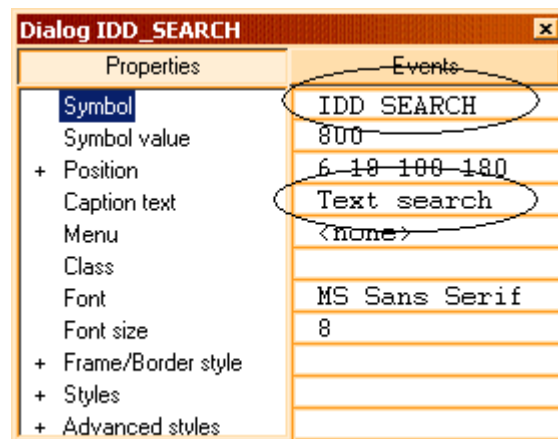 Dialog IDD_SEARCH
Properties Events
Symbol IDD SEARCH
Symbol value 800
+ Position 6 10 100 180
Caption text Text search
Menu <none>
Class
Font MS Sans Serif
Font size 8
+ Frame/Border style
+ Styles
+ Advanced styles